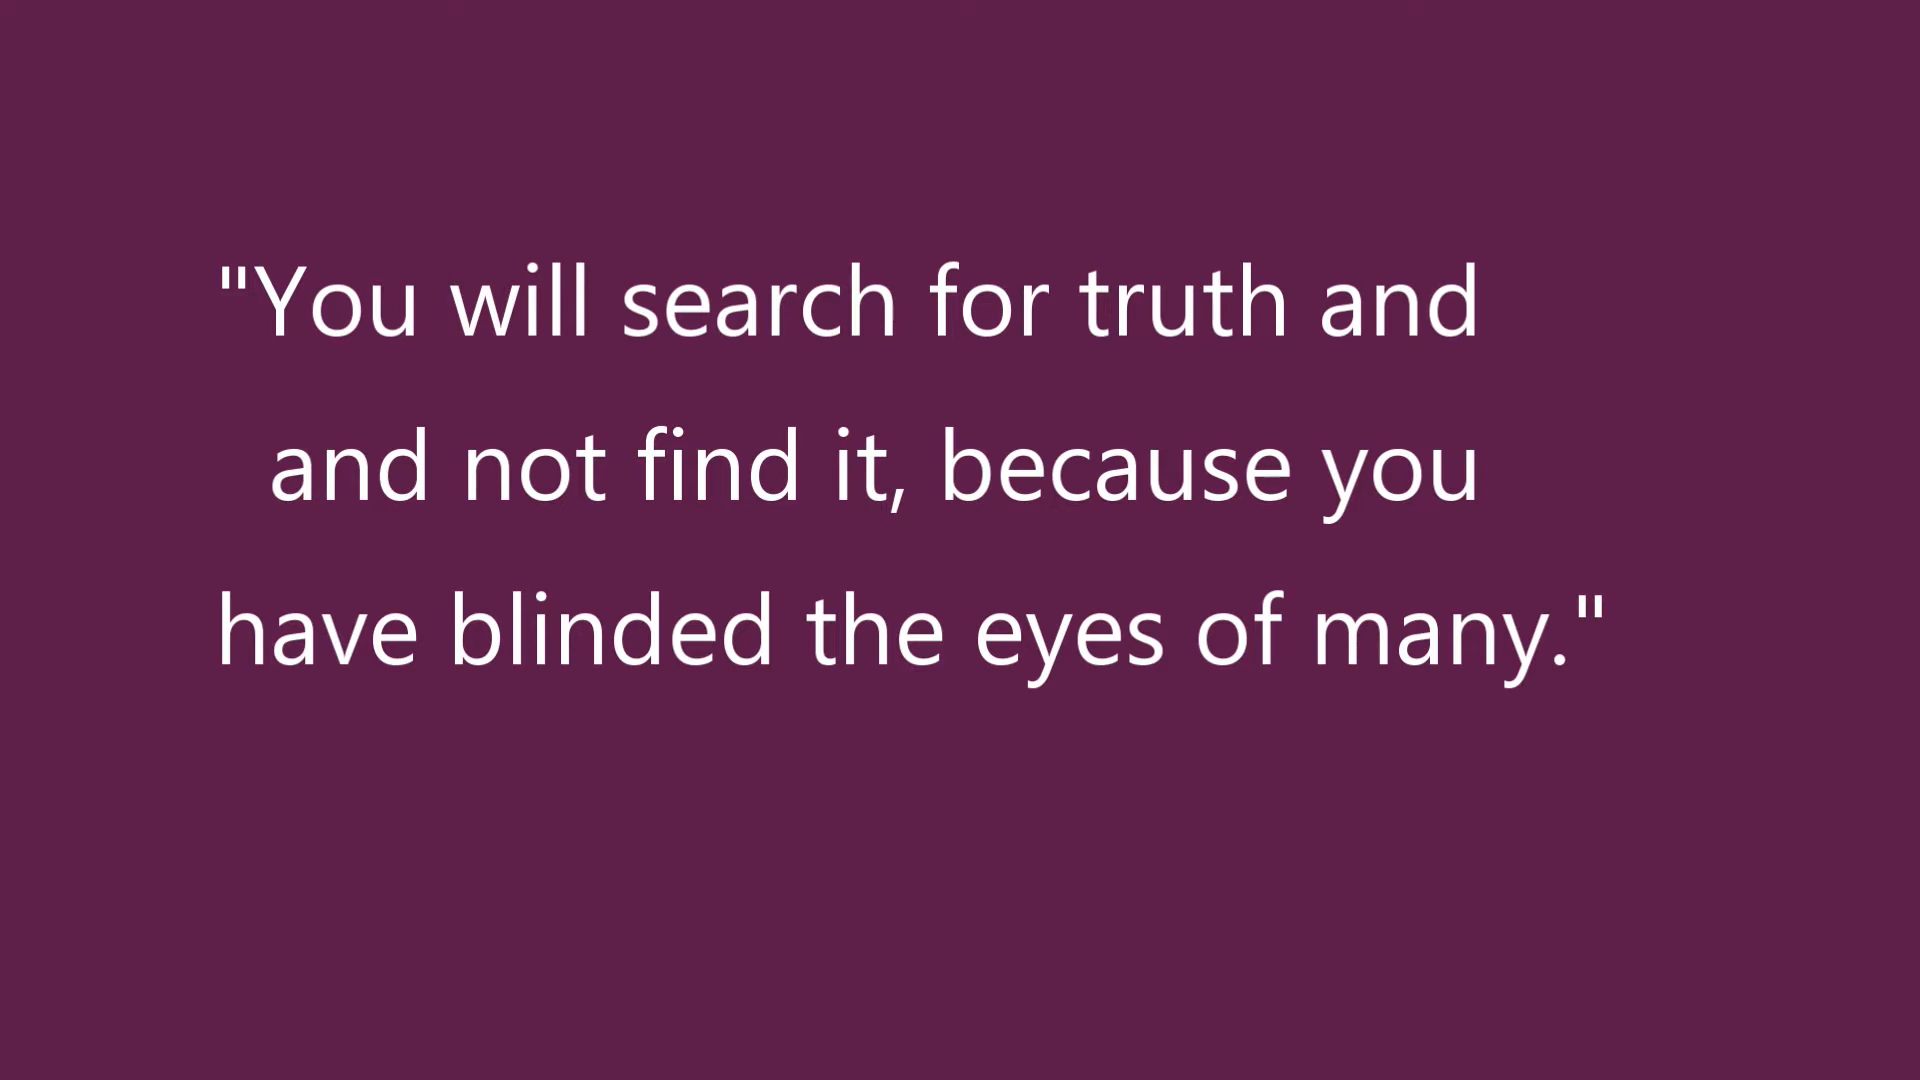 "You will search for truth and
and not find it, because you
have blinded the eyes of many."